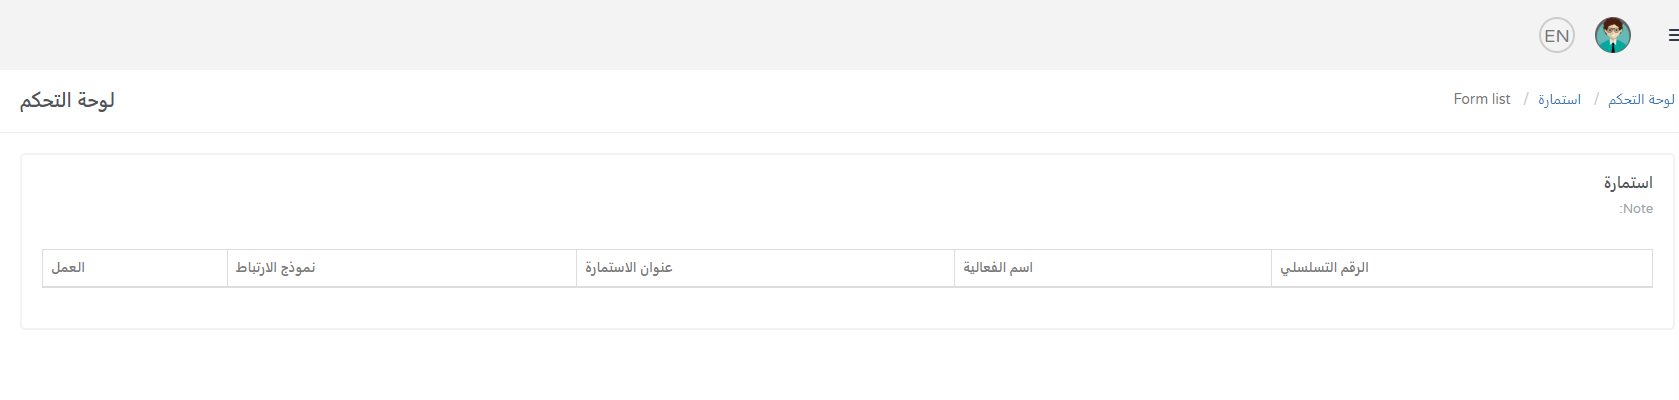 EN
لوحة التحكم / استمارة / Form list
لوحة التحكم
استمارة
Note:
الرقم التسلسلي اسم الفعالية عنوان الاستمارة نموذج الارتباط العمل